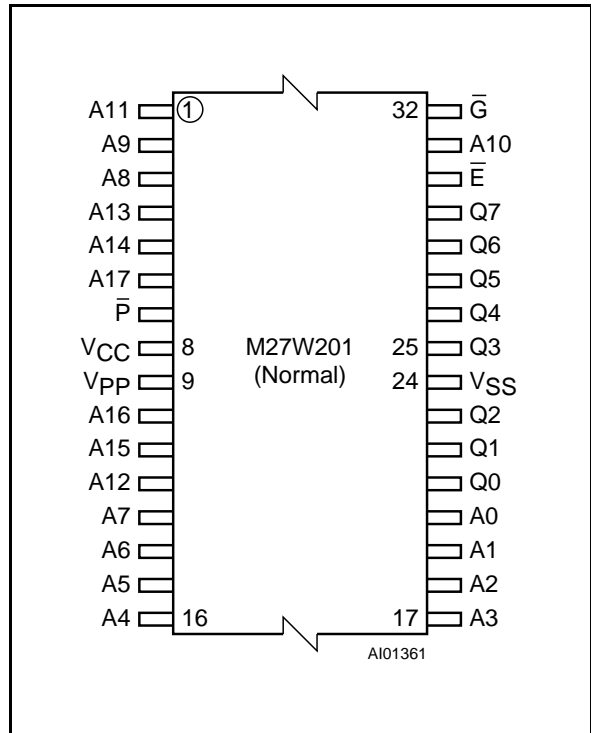 A11 1 32 G̅
A9 A10
A8 E̅
A13 Q7
A14 Q6
A17 Q5
P̅ Q4
VCC 8 M27W201 25 Q3
VPP 9 (Normal) 24 VSS
A16 Q2
A15 Q1
A12 Q0
A7 A0
A6 A1
A5 A2
A4 16 17 A3
AI01361